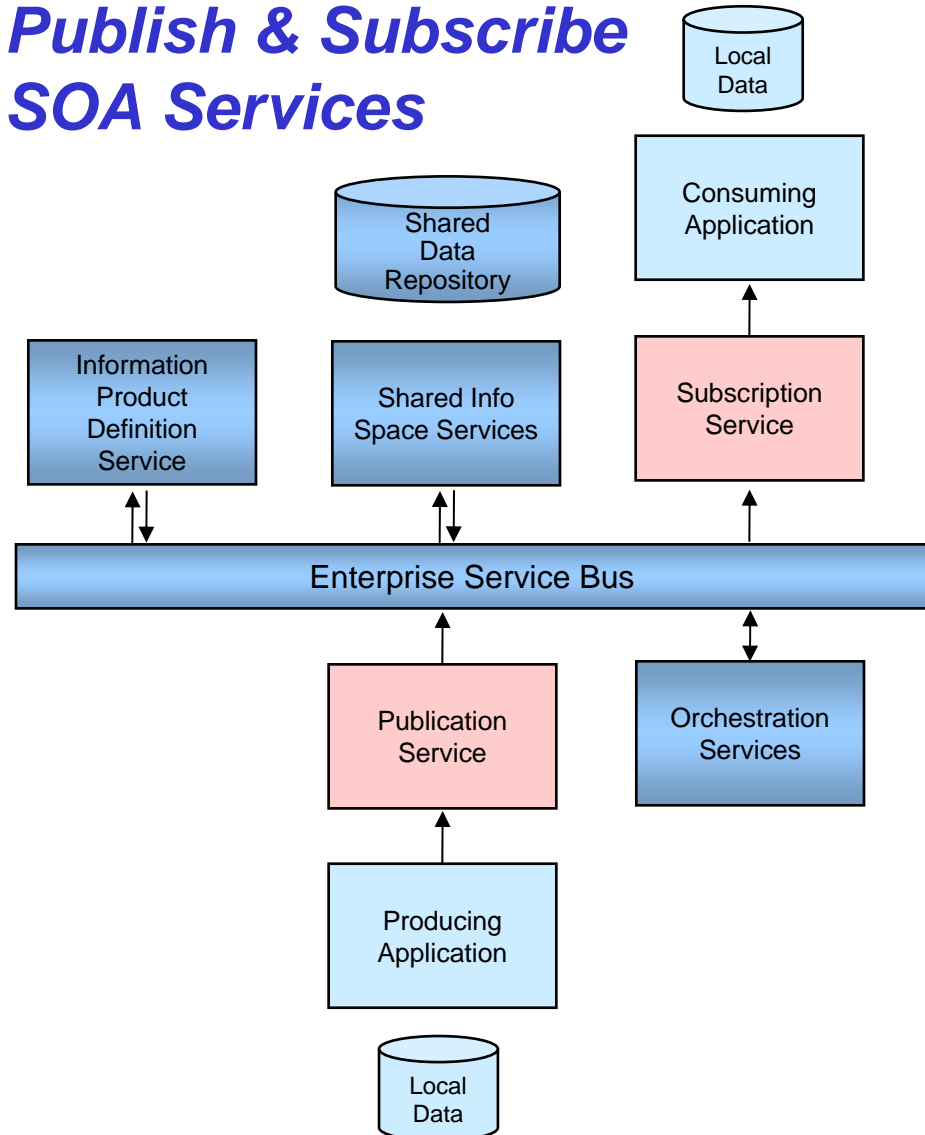 Publish & Subscribe
SOA Services
Local
Data
Consuming
Application
Shared
Data
Repository
Information
Product
Definition
Service
Shared Info
Space Services
Subscription
Service
Enterprise Service Bus
Publication
Service
Orchestration
Services
Producing
Application
Local
Data